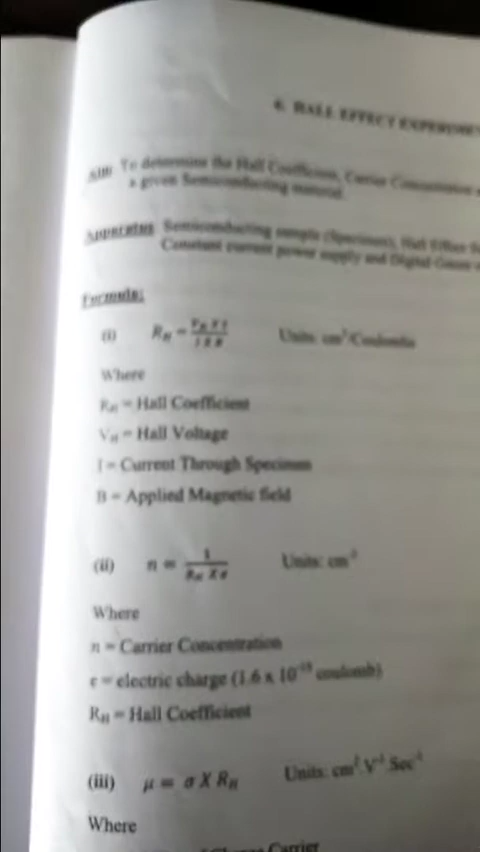 6. HALL EFFECT
Aim: To determine the Hall Coefficient, Carrier Concentration
a given Semiconducting material.
Apparatus: Semiconducting sample (Specimen), Hall Effect
Constant current power supply and Digital Gauss
Formula:
(i) R_H = Units: cm³/Coulombs
Where
R_H = Hall Coefficient
V_H = Hall Voltage
I = Current Through Specimen
B = Applied Magnetic field
(ii) n = 1 / (R_H X e) Units: cm⁻³
Where
n = Carrier Concentration
e = electric charge (1.6 x 10⁻¹⁹ coulomb)
R_H = Hall Coefficient
(iii) μ = σ X R_H Units: cm² V⁻¹ Sec⁻¹
Where
Carrier